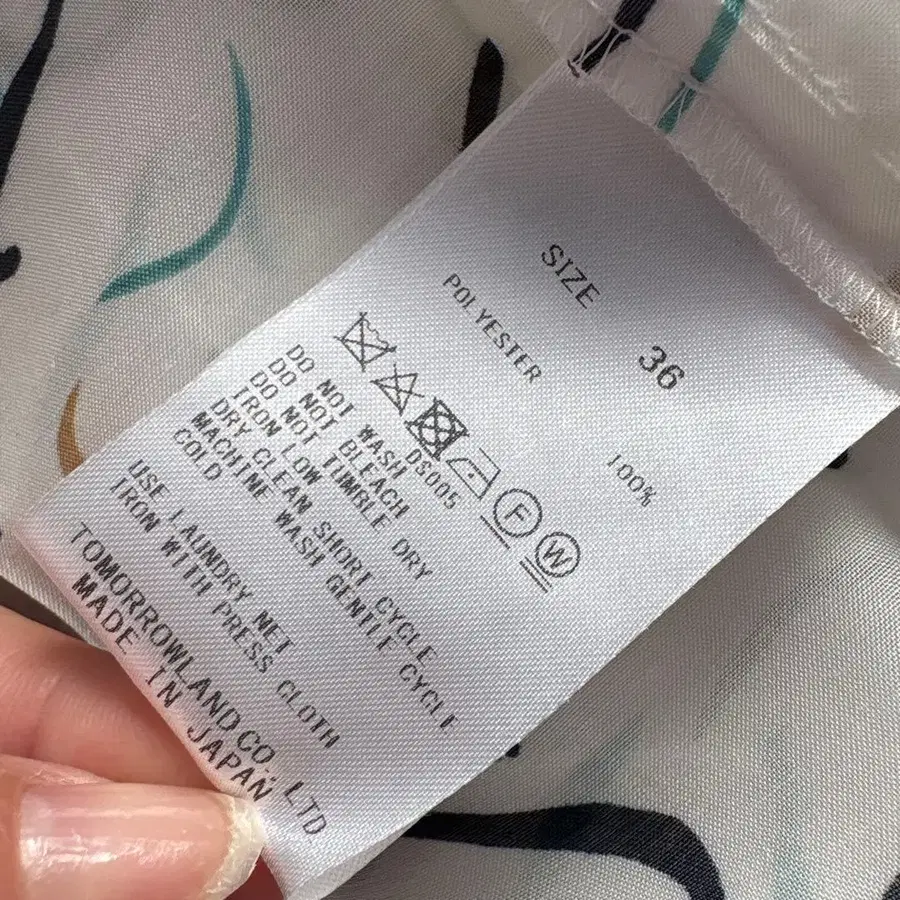 SIZE 36
POLYESTER 100%
F W
DO NOT WASH DS005
DO NOT BLEACH
DO NOT TUMBLE DRY
IRON LOW
DRY CLEAN SHORT CYCLE
MACHINE WASH GENTLE CYCLE
COLD
USE LAUNDRY NET
IRON WITH PRESS CLOTH
TOMORROWLAND CO., LTD
MADE IN JAPAN